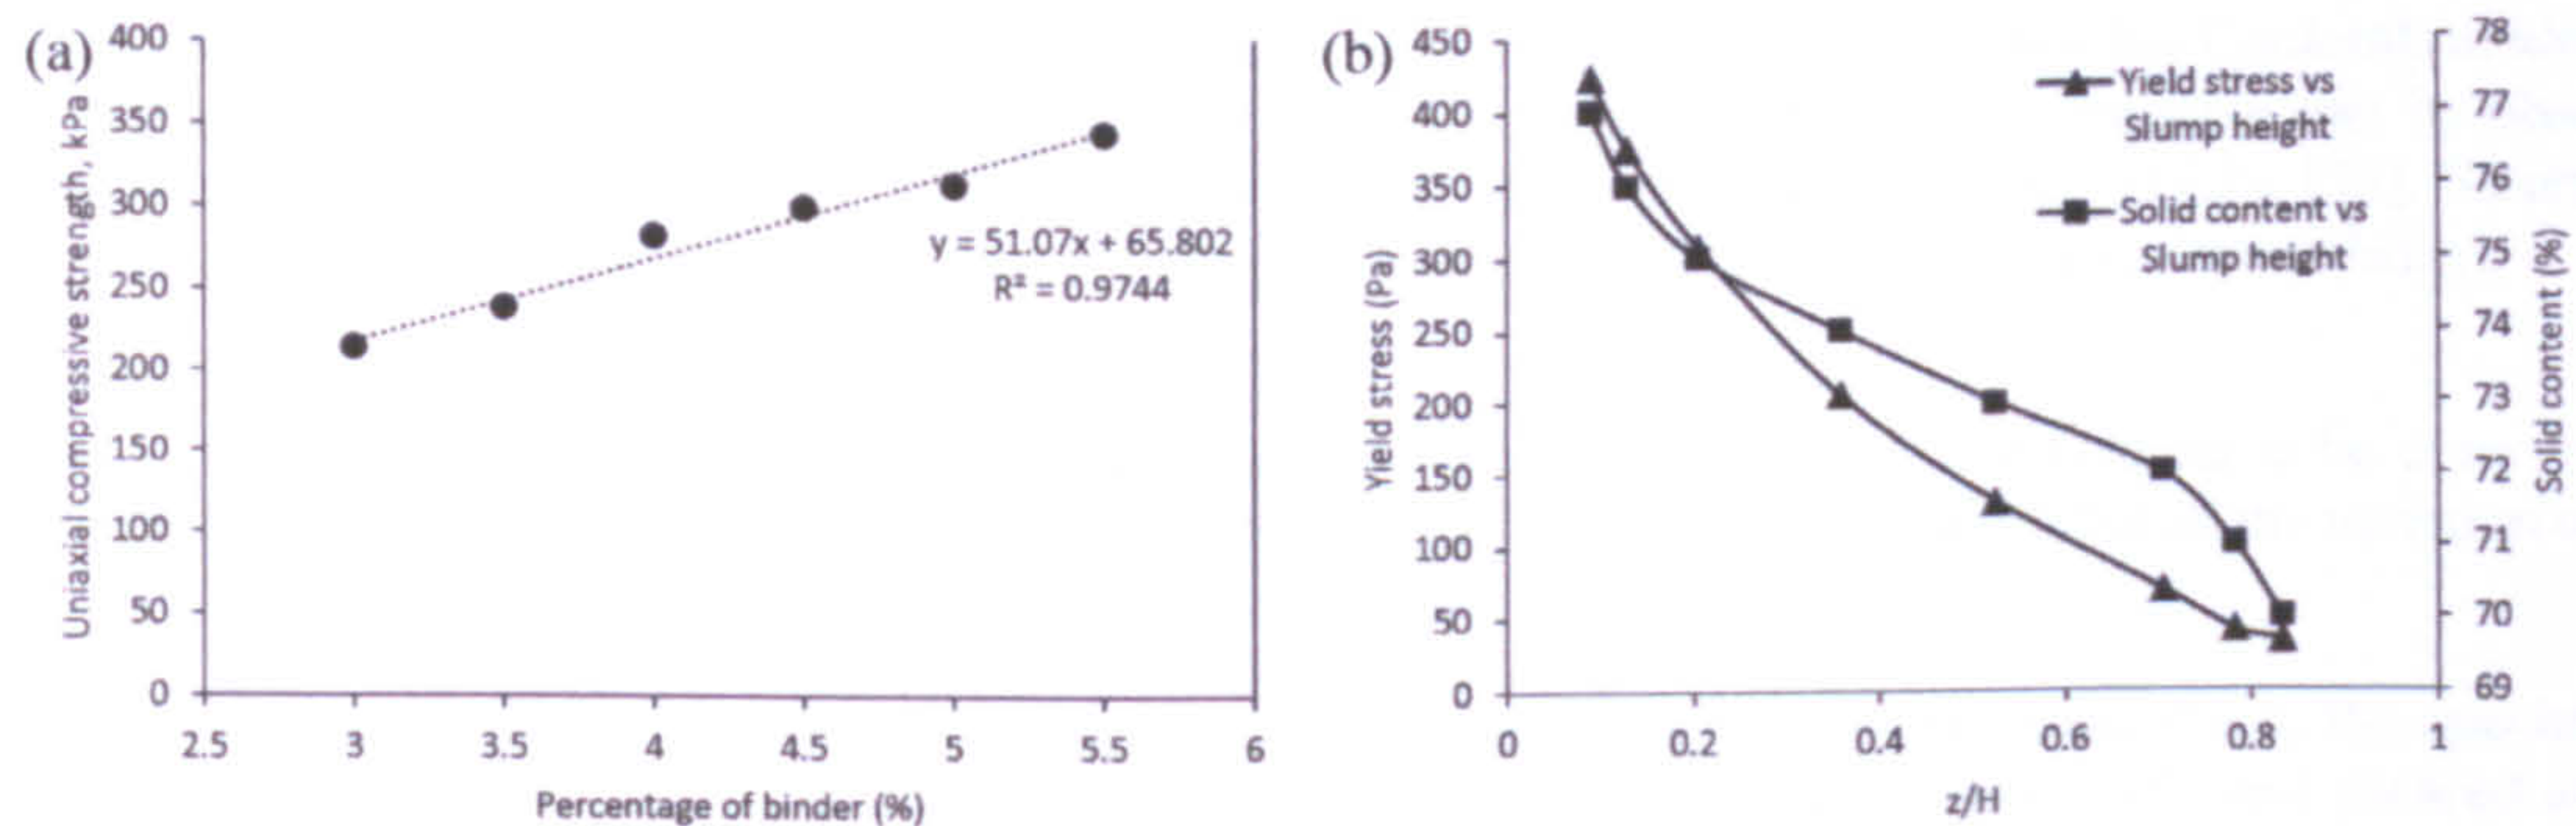 (a)
Uniaxial compressive strength, kPa
400
350
300
250
200
150
100
50
0
y = 51.07x + 65.802
R² = 0.9744
2.5 3 3.5 4 4.5 5 5.5 6
Percentage of binder (%)
(b)
Yield stress (Pa)
450
400
350
300
250
200
150
100
50
0
Yield stress vs
Slump height
Solid content vs
Slump height
78
77
76
75
74
73
72
71
70
69
Solid content (%)
0 0.2 0.4 0.6 0.8 1
z/H